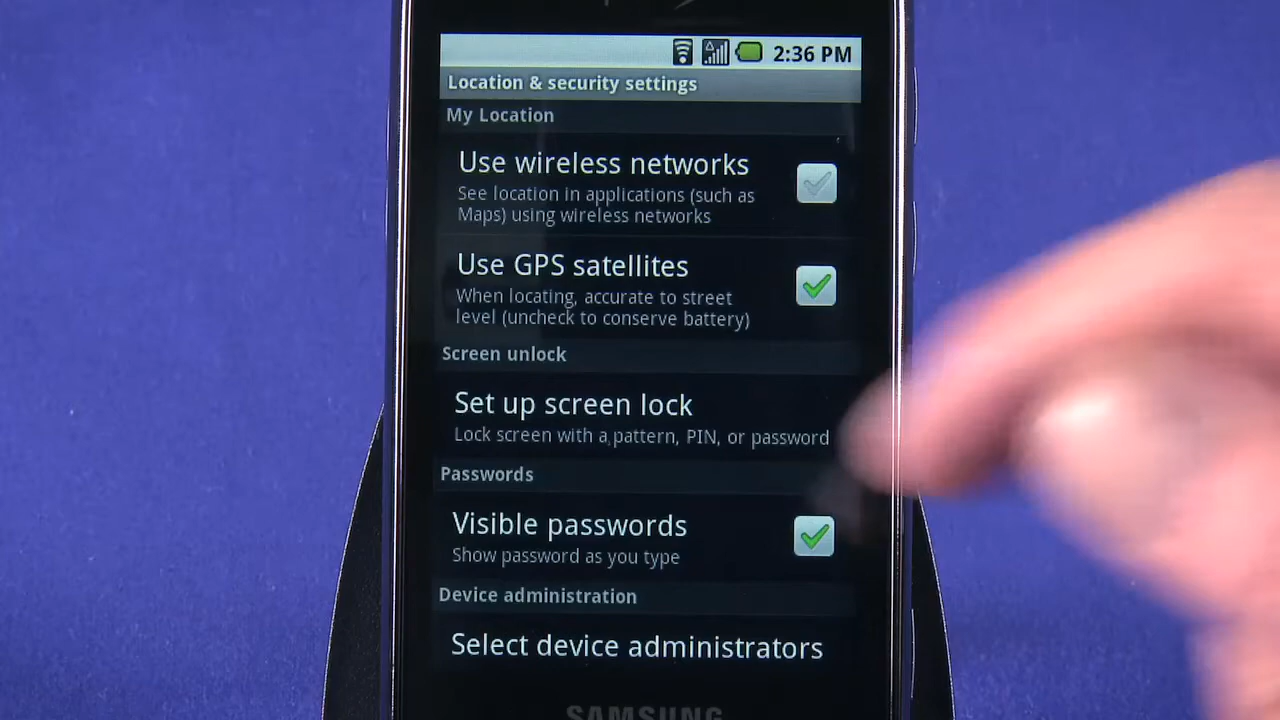 2:36 PM
Location & security settings
My Location
Use wireless networks
See location in applications (such as
Maps) using wireless networks
Use GPS satellites
When locating, accurate to street
level (uncheck to conserve battery)
Screen unlock
Set up screen lock
Lock screen with a pattern, PIN, or password
Passwords
Visible passwords
Show password as you type
Device administration
Select device administrators
SAMSUNG